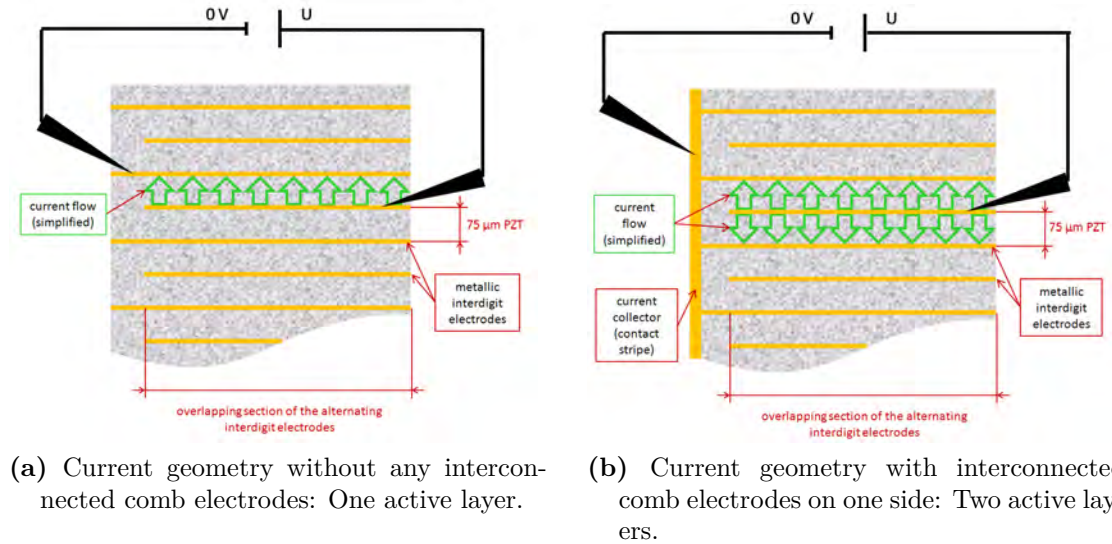 0 V
U
current flow
(simplified)
75 μm PZT
metallic
interdigit
electrodes
overlapping section of the alternating
interdigit electrodes
(a) Current geometry without any intercon-
nected comb electrodes: One active layer.
0 V
U
current
flow
(simplified)
75 μm PZT
current
collector
(contact
stripe)
metallic
interdigit
electrodes
overlapping section of the alternating
interdigit electrodes
(b) Current geometry with interconnected
comb electrodes on one side: Two active lay-
ers.